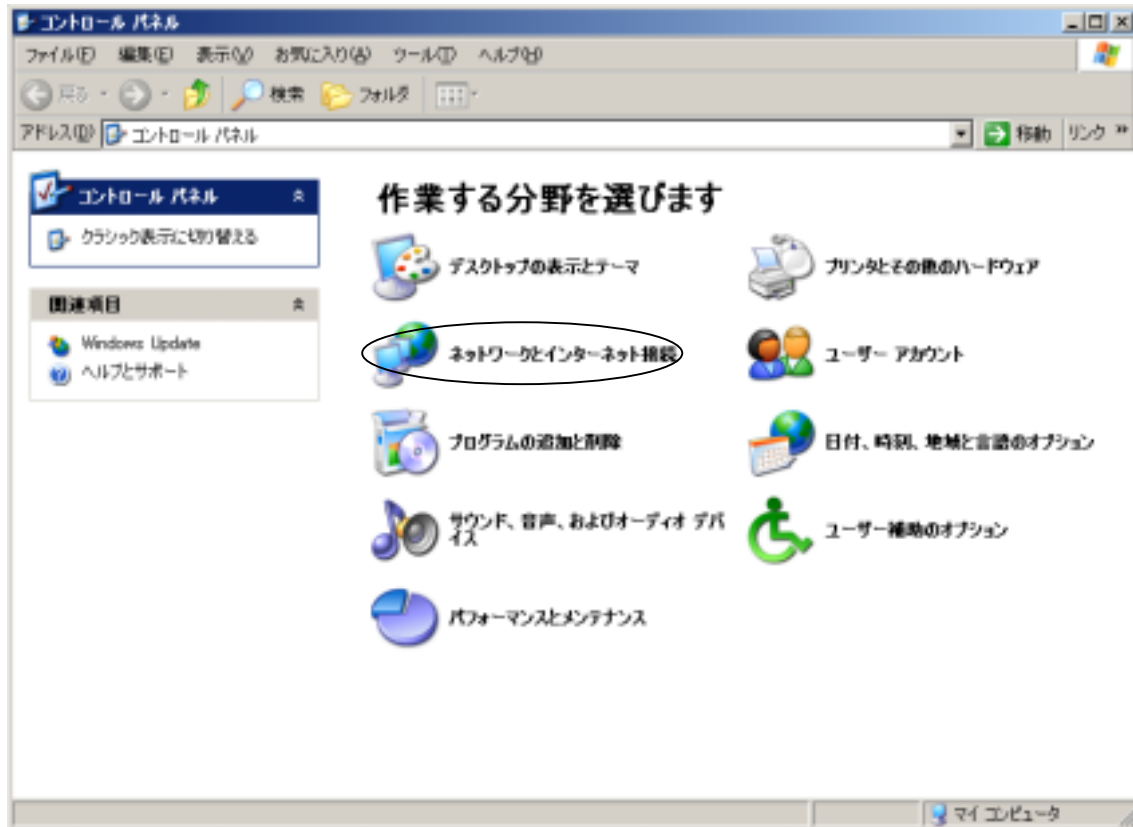 コントロール パネル
ファイル(F) 編集(E) 表示(V) お気に入り(A) ツール(T) ヘルプ(H)
戻る 検索 フォルダ
アドレス(D) コントロール パネル 移動 リンク »
コントロール パネル
クラシック表示に切り替える
関連項目
Windows Update
ヘルプとサポート
作業する分野を選びます
デスクトップの表示とテーマ
プリンタとその他のハードウェア
ネットワークとインターネット接続
ユーザー アカウント
プログラムの追加と削除
日付、時刻、地域と言語のオプション
サウンド、音声、およびオーディオ デバ
イス
ユーザー補助のオプション
パフォーマンスとメンテナンス
マイ コンピュータ